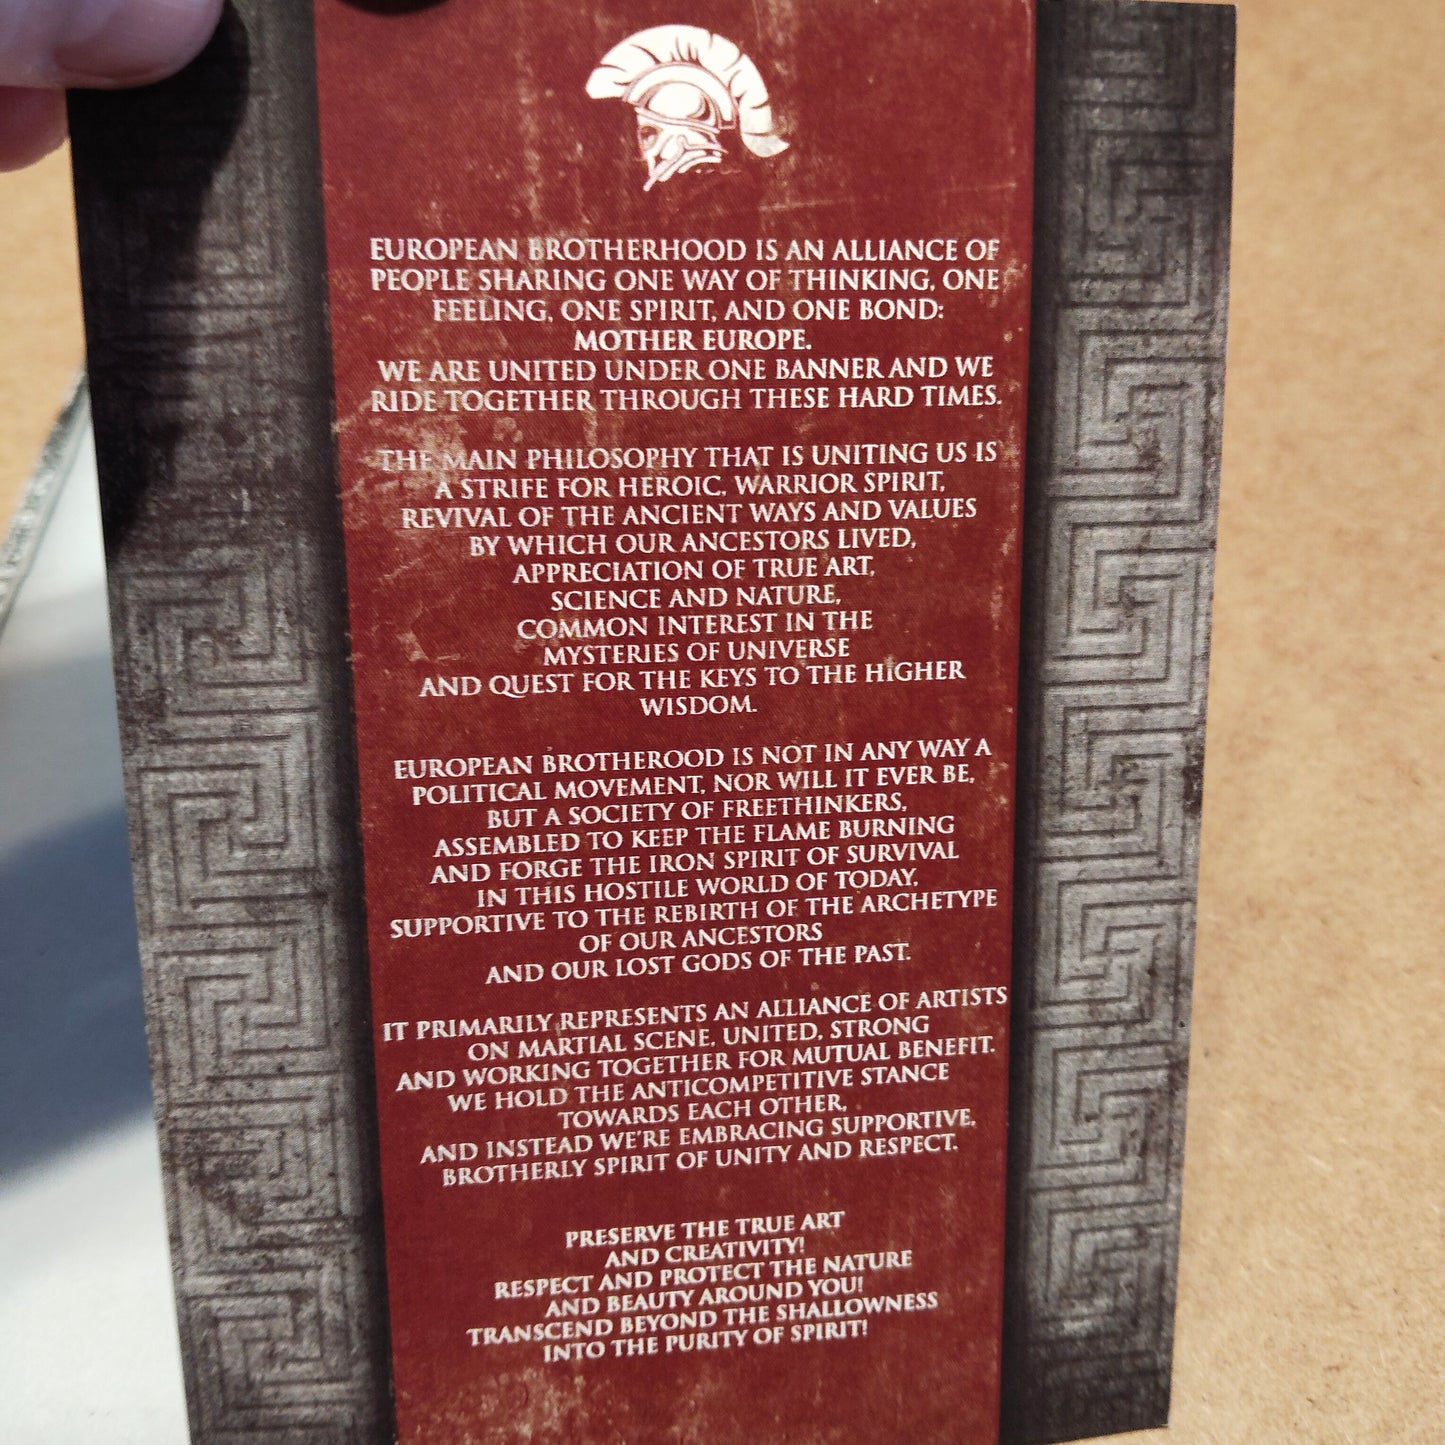 EUROPEAN BROTHERHOOD IS AN ALLIANCE OF
PEOPLE SHARING ONE WAY OF THINKING, ONE
FEELING, ONE SPIRIT, AND ONE BOND:
MOTHER EUROPE.
WE ARE UNITED UNDER ONE BANNER AND WE
RIDE TOGETHER THROUGH THESE HARD TIMES.
THE MAIN PHILOSOPHY THAT IS UNITING US IS
A STRIFE FOR HEROIC, WARRIOR SPIRIT,
REVIVAL OF THE ANCIENT WAYS AND VALUES
BY WHICH OUR ANCESTORS LIVED,
APPRECIATION OF TRUE ART,
SCIENCE AND NATURE,
COMMON INTEREST IN THE
MYSTERIES OF UNIVERSE
AND QUEST FOR THE KEYS TO THE HIGHER
WISDOM.
EUROPEAN BROTHEROOD IS NOT IN ANY WAY A
POLITICAL MOVEMENT, NOR WILL IT EVER BE,
BUT A SOCIETY OF FREETHINKERS,
ASSEMBLED TO KEEP THE FLAME BURNING
AND FORGE THE IRON SPIRIT OF SURVIVAL
IN THIS HOSTILE WORLD OF TODAY,
SUPPORTIVE TO THE REBIRTH OF THE ARCHETYPE
OF OUR ANCESTORS
AND OUR LOST GODS OF THE PAST.
IT PRIMARILY REPRESENTS AN ALLIANCE OF ARTISTS
ON MARTIAL SCENE, UNITED, STRONG
AND WORKING TOGETHER FOR MUTUAL BENEFIT.
WE HOLD THE ANTICOMPETITIVE STANCE
TOWARDS EACH OTHER,
AND INSTEAD WE'RE EMBRACING SUPPORTIVE,
BROTHERLY SPIRIT OF UNITY AND RESPECT.
PRESERVE THE TRUE ART
AND CREATIVITY!
RESPECT AND PROTECT THE NATURE
AND BEAUTY AROUND YOU!
TRANSCEND BEYOND THE SHALLOWNESS
INTO THE PURITY OF SPIRIT!